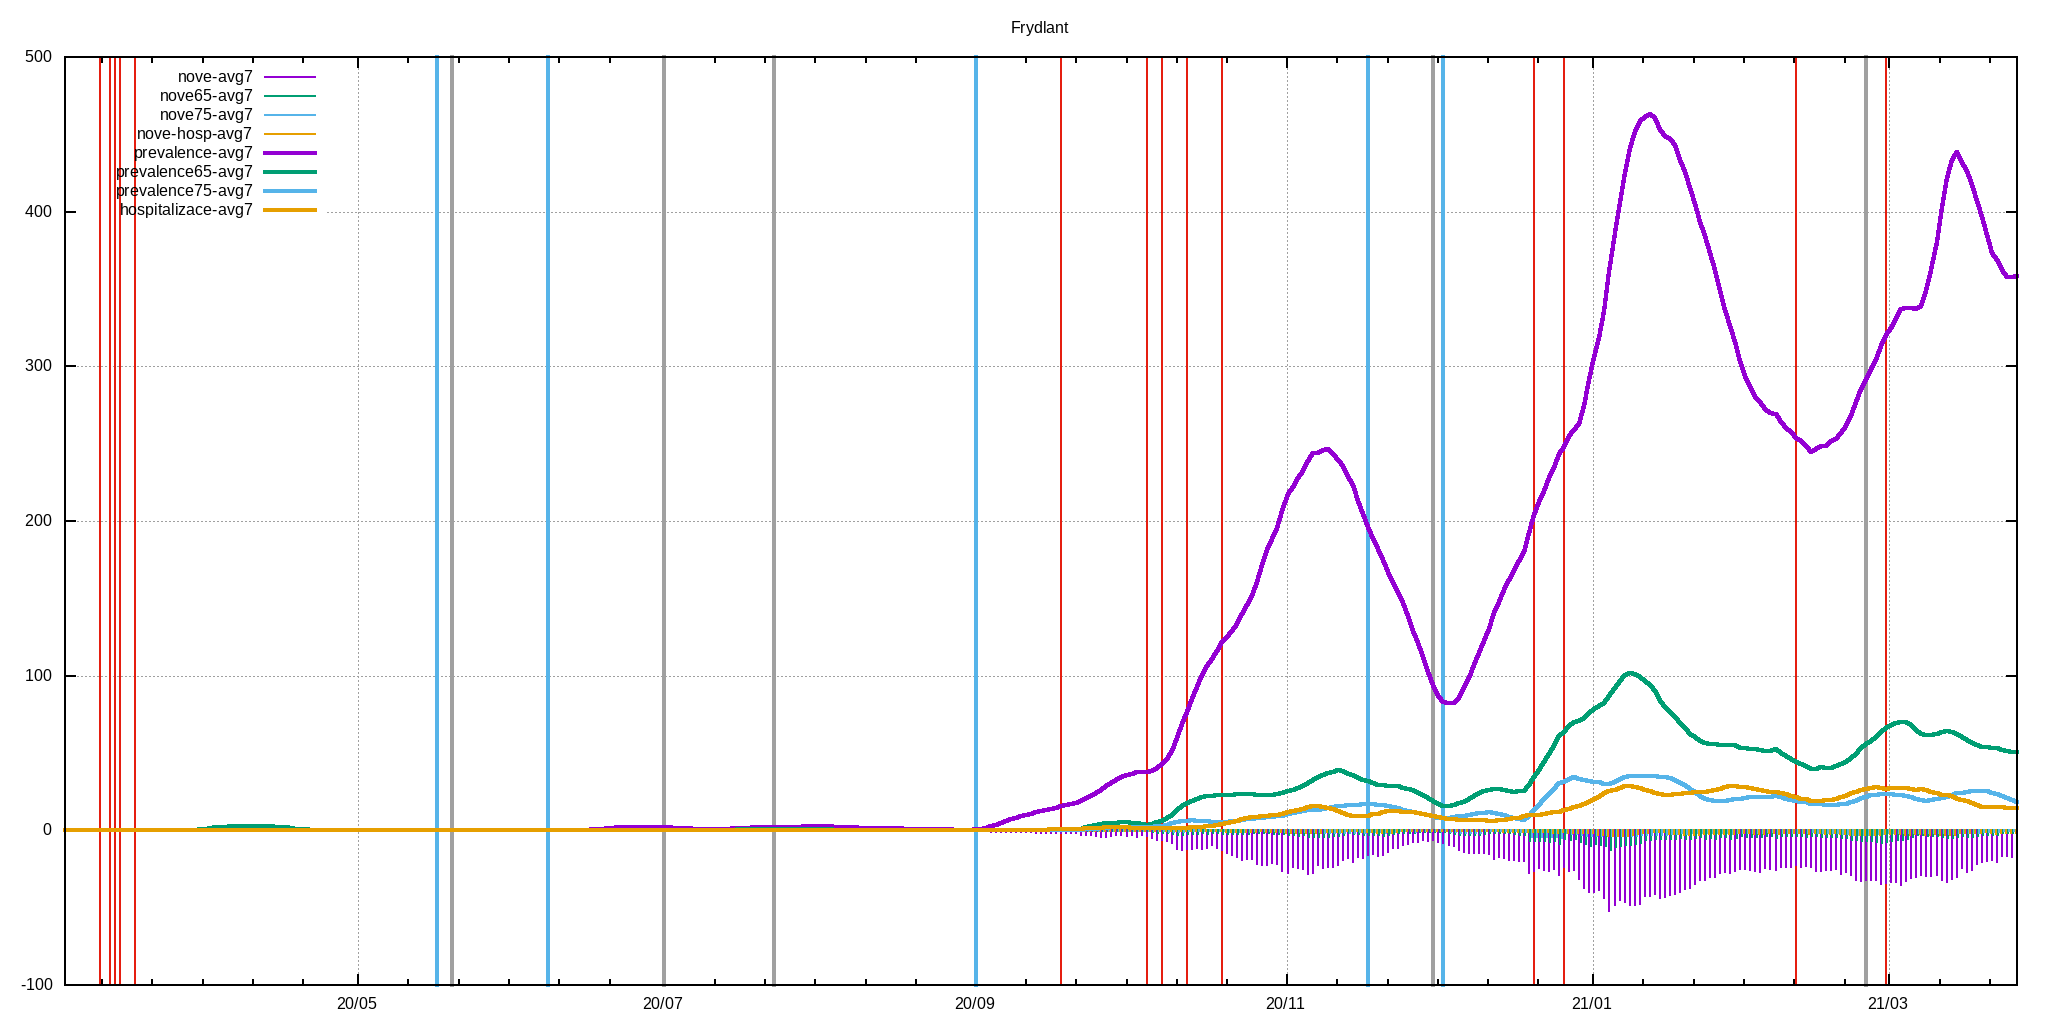 Frydlant
500
nove-avg7
nove65-avg7
nove75-avg7
nove-hosp-avg7
prevalence-avg7
prevalence65-avg7
prevalence75-avg7
hospitalizace-avg7
400
300
200
100
0
-100
20/05 20/07 20/09 20/11 21/01 21/03